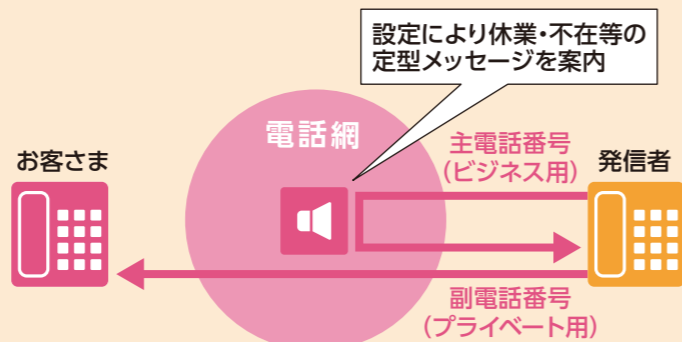 設定により休業・不在等の
定型メッセージを案内
電話網
お客さま
主電話番号
(ビジネス用)
発信者
副電話番号
(プライベート用)